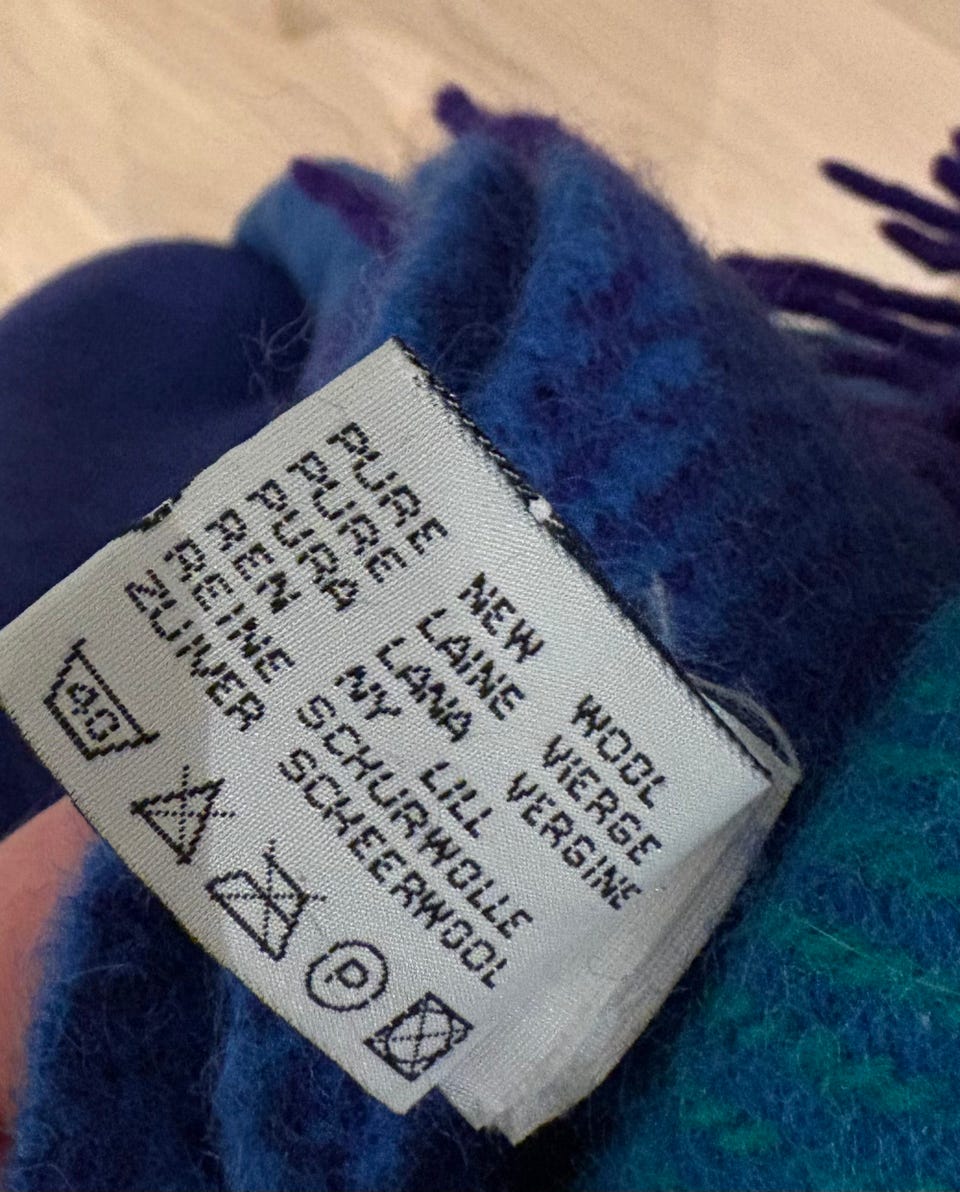 PURE NEW WOOL
PURE LAINE VIERGE
PURA LANA VERGINE
REN NY LILL
REINE SCHURWOLLE
ZUIVER SCHEERWOOL
40
P